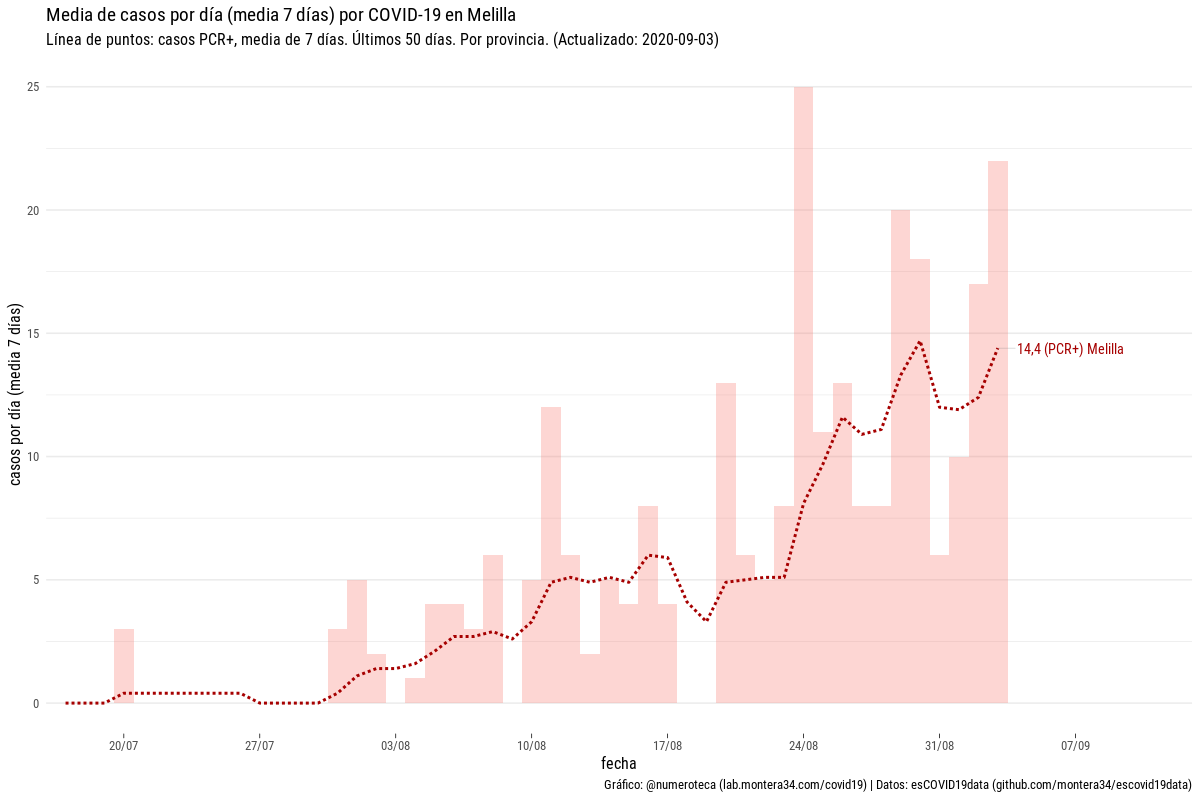 Media de casos por día (media 7 días) por COVID-19 en Melilla
Línea de puntos: casos PCR+, media de 7 días. Últimos 50 días. Por provincia. (Actualizado: 2020-09-03)
casos por día (media 7 días)
25
20
15
10
5
0
14,4 (PCR+) Melilla
20/07
27/07
03/08
10/08
17/08
24/08
31/08
07/09
fecha
Gráfico: @numeroteca (lab.montera34.com/covid19) | Datos: esCOVID19data (github.com/montera34/escovid19data)